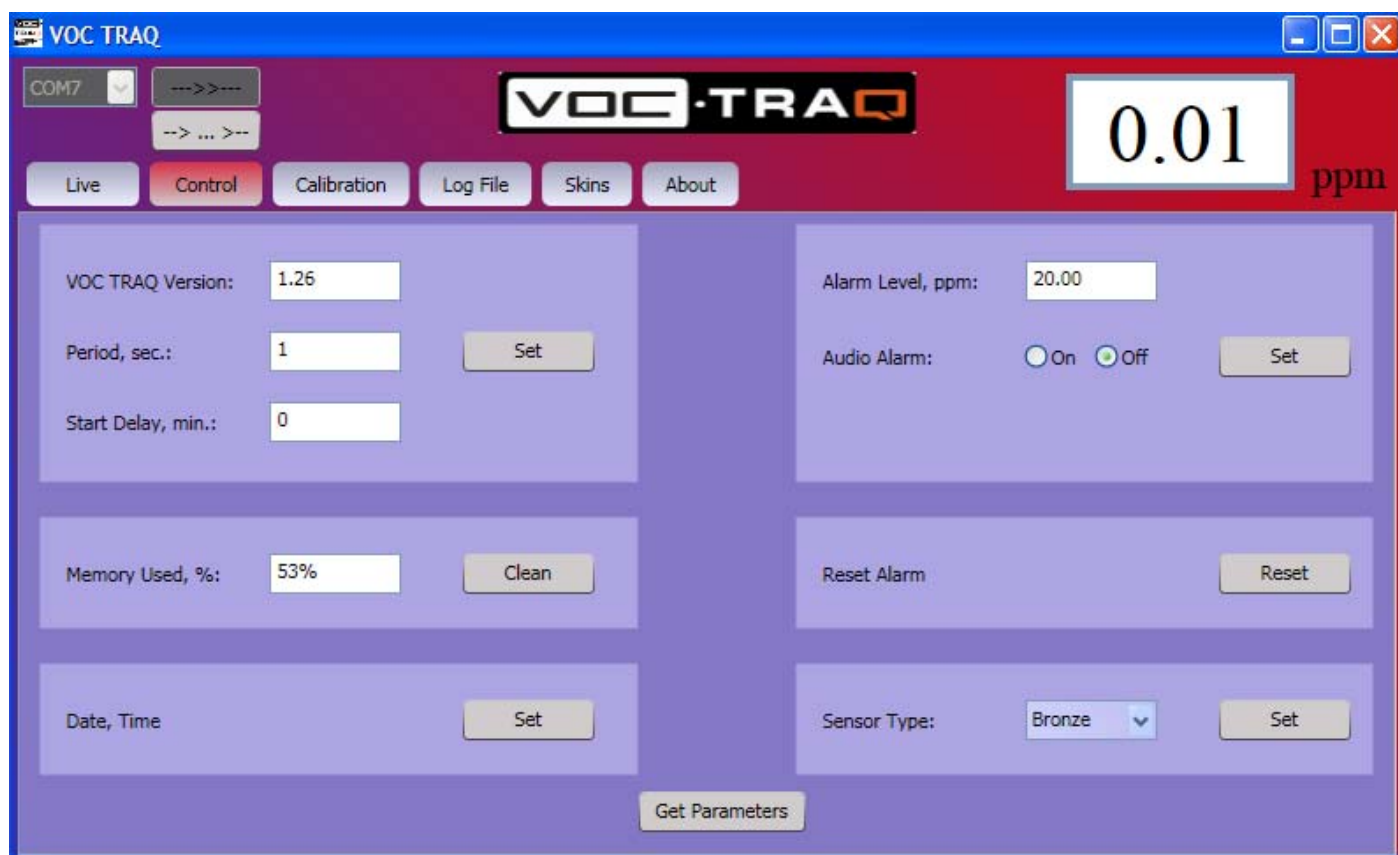 VOC TRAQ
COM7 --->>---
--> ... >--
VOC·TRAQ
0.01
ppm
Live Control Calibration Log File Skins About
VOC TRAQ Version: 1.26
Period, sec.: 1 Set
Start Delay, min.: 0
Alarm Level, ppm: 20.00
Audio Alarm: On Off Set
Memory Used, %: 53% Clean
Reset Alarm Reset
Date, Time Set
Sensor Type: Bronze Set
Get Parameters